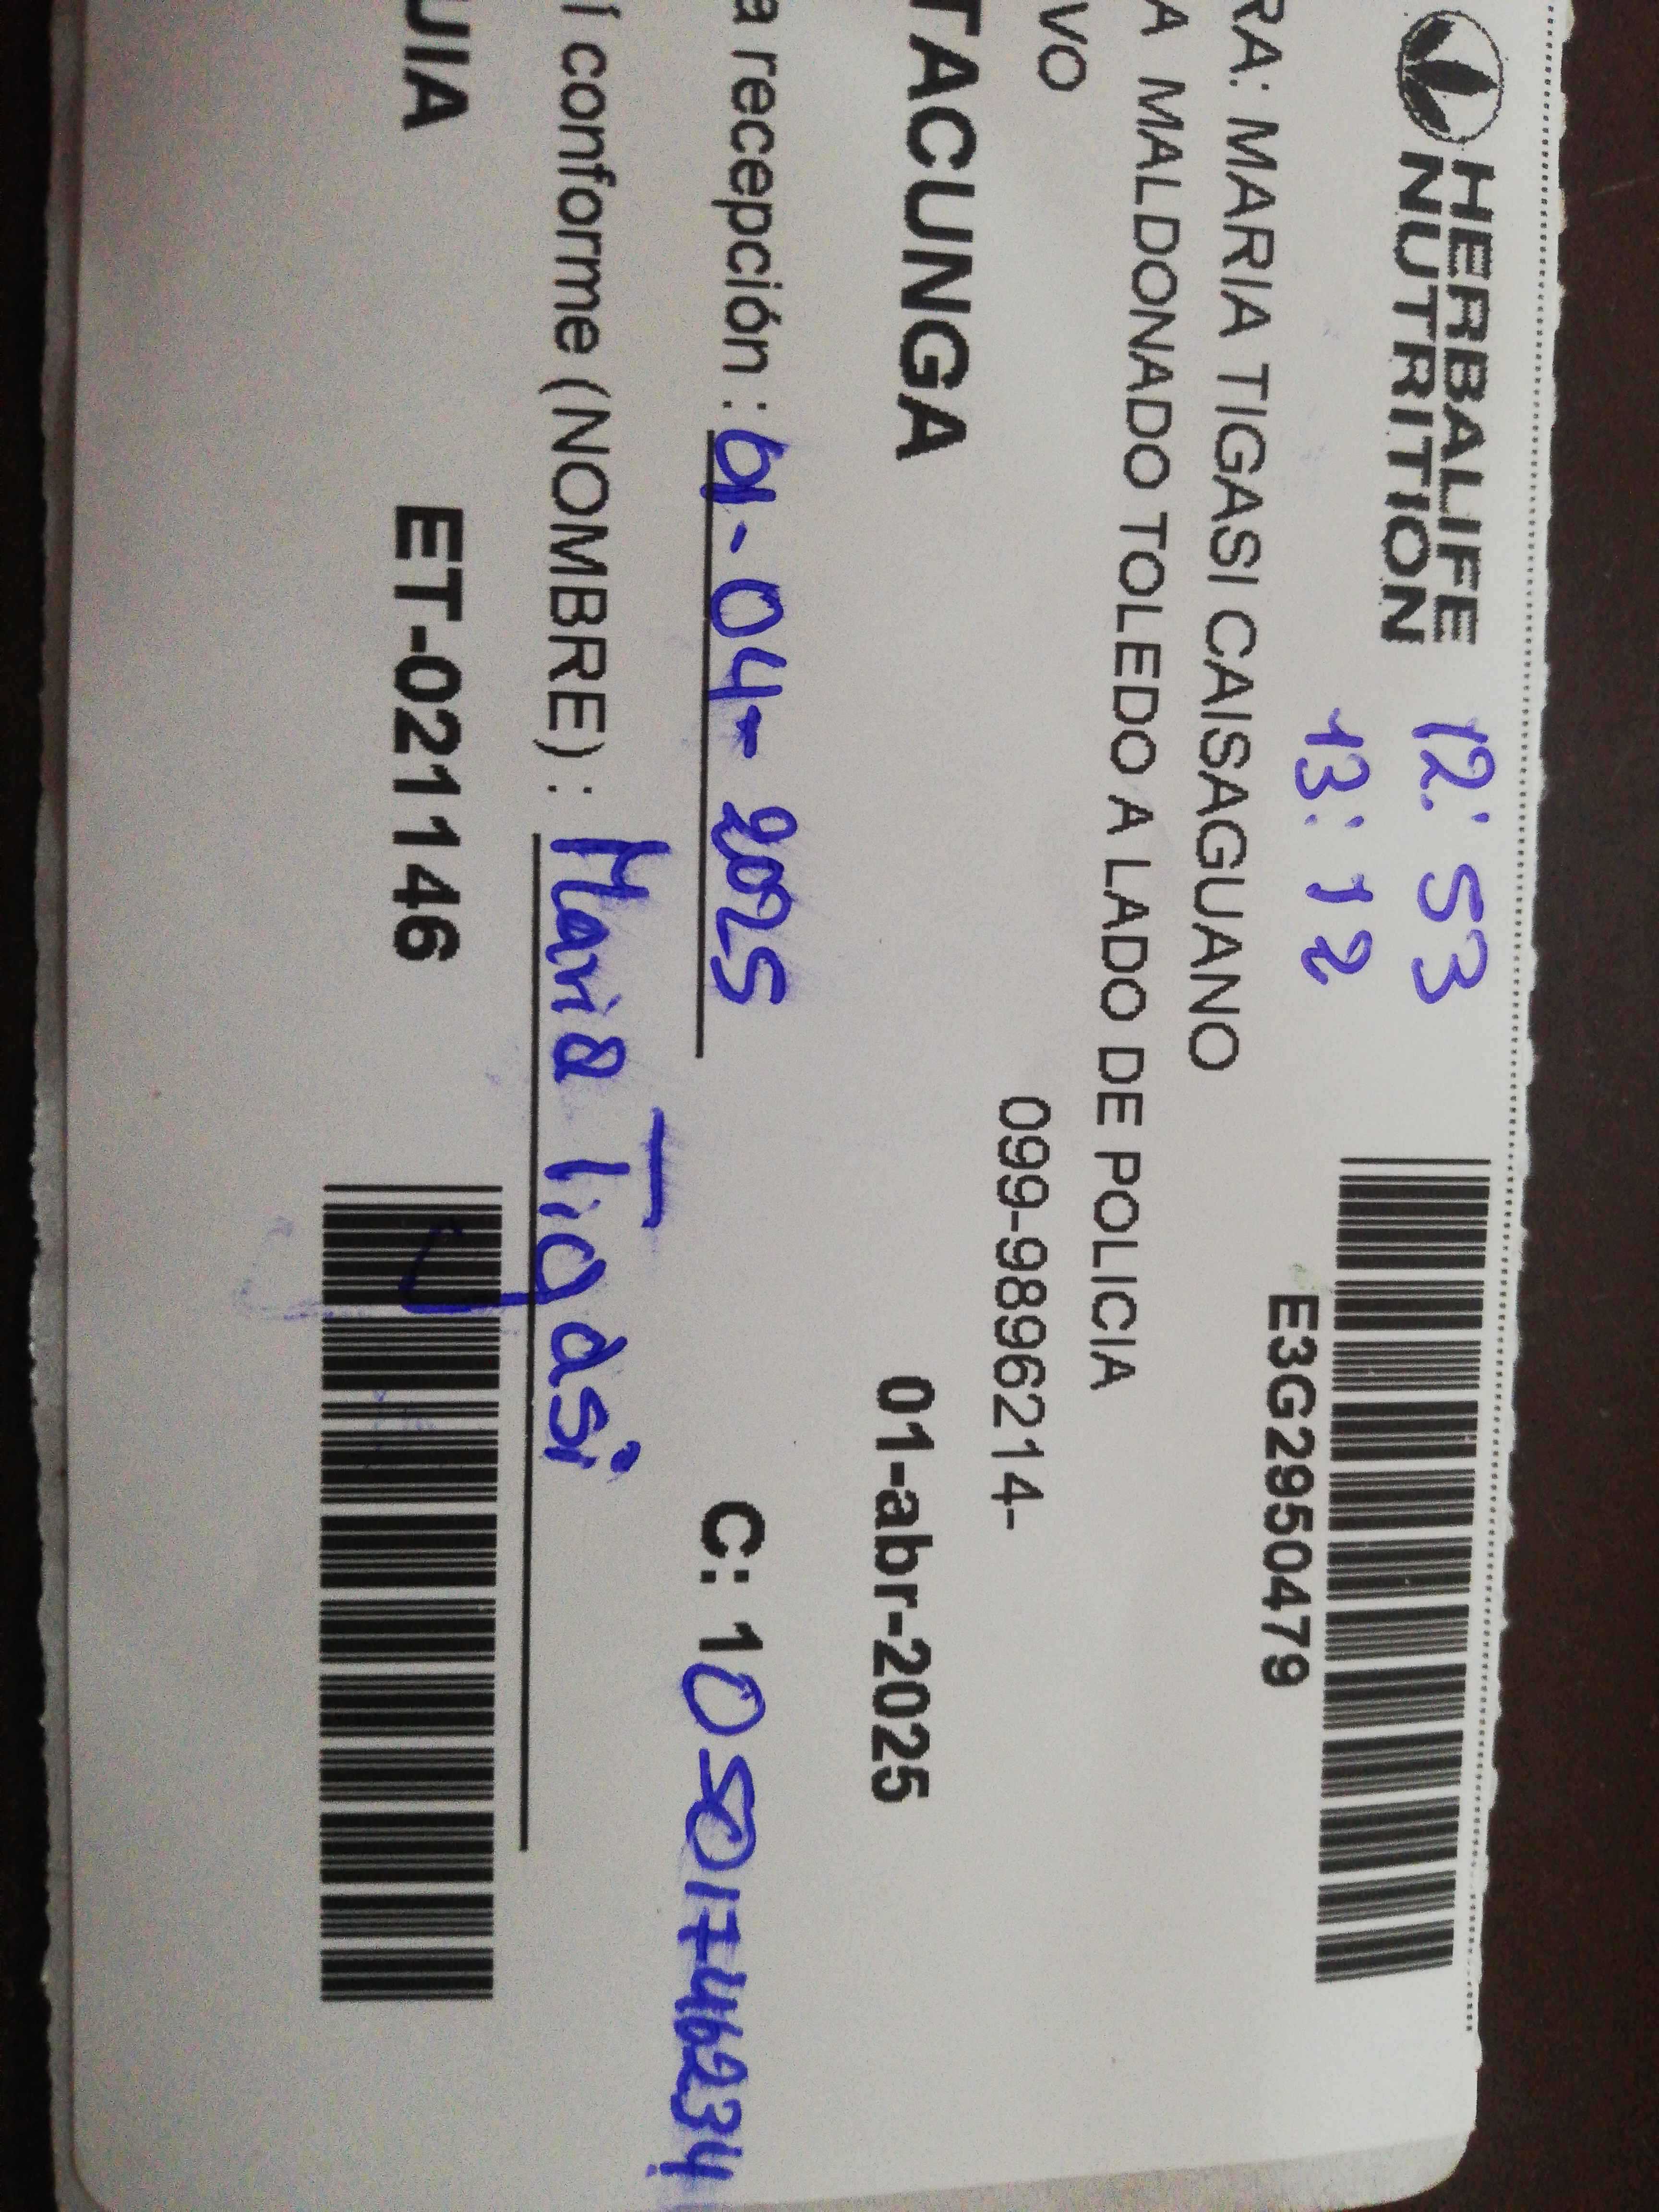 HERBALIFE
NUTRITION
12:53
13:12
E3G2950479
RA: MARIA TIGASI CAISAGUANO
A MALDONADO TOLEDO A LADO DE POLICIA
VO
099-9896214-
TACUNGA
01-abr-2025
a recepción : 01-04-2025
C: 10501746234
í conforme (NOMBRE) : Maria Tigasi
UIA
ET-021146